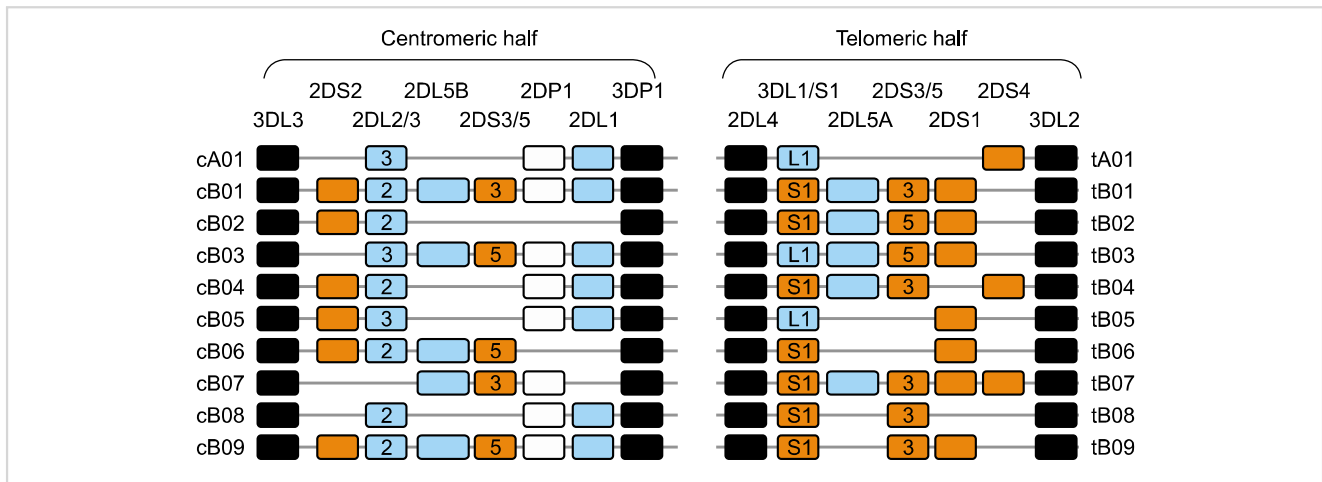 Centromeric half Telomeric half
2DS2 2DL5B 2DP1 3DP1 3DL1/S1 2DS3/5 2DS4
3DL3 2DL2/3 2DS3/5 2DL1 2DL4 2DL5A 2DS1 3DL2
cA01 3 L1 tA01
cB01 2 3 S1 3 tB01
cB02 2 S1 5 tB02
cB03 3 5 L1 5 tB03
cB04 2 S1 3 tB04
cB05 3 L1 tB05
cB06 2 5 S1 tB06
cB07 3 S1 3 tB07
cB08 2 S1 3 tB08
cB09 2 5 S1 3 tB09